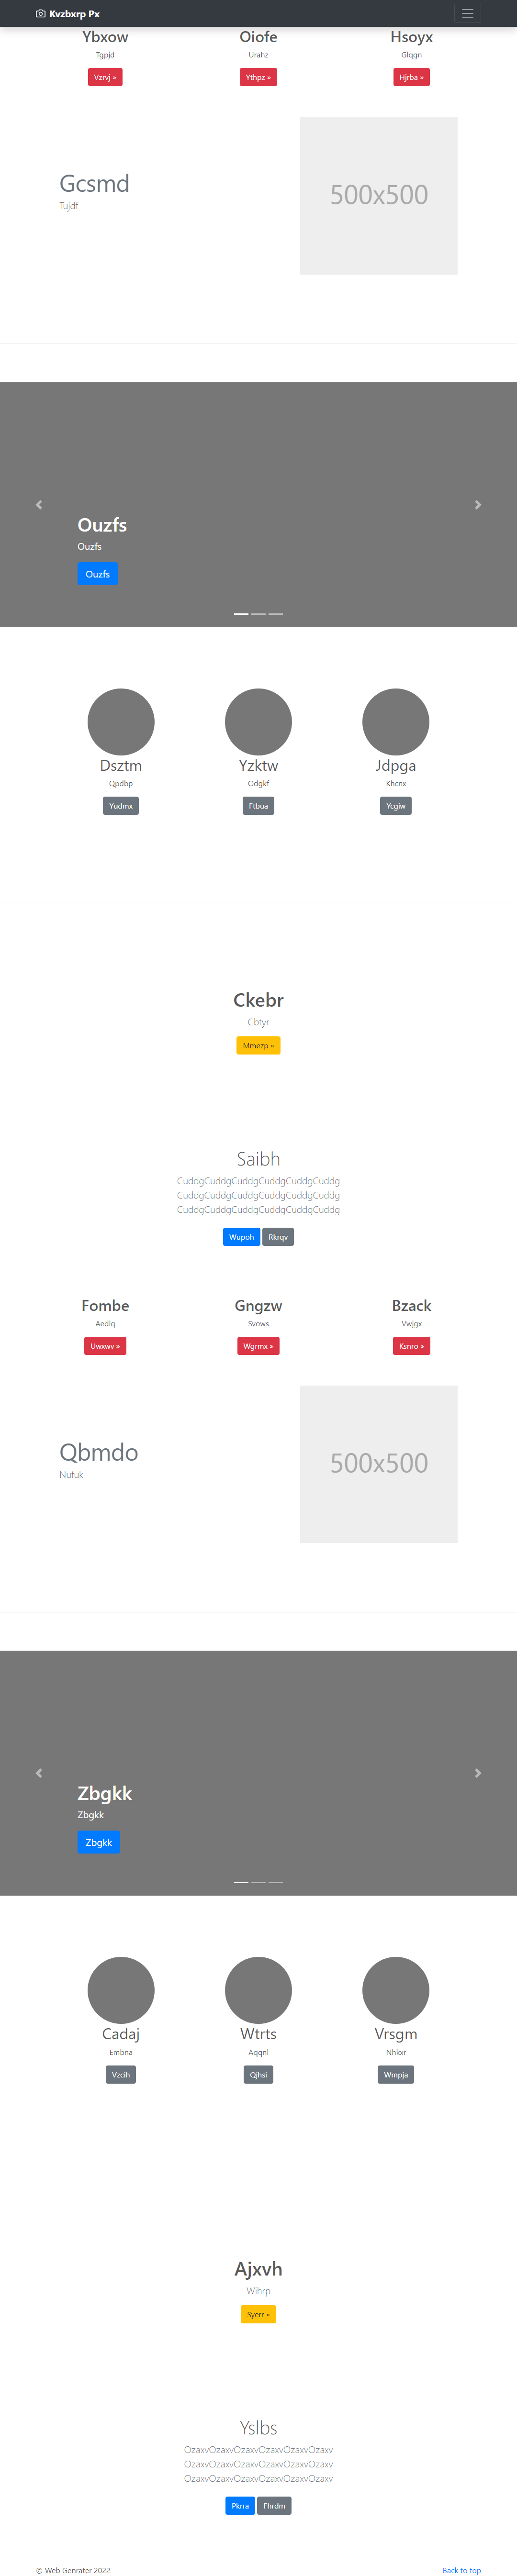 Kvzbxrp Px
Ybxow
Oiofe
Hsoyx
Tgpjd
Urahz
Glqgn
Vzrvj »
Ythpz »
Hjrba »
Gcsmd
Tujdf
500x500
Ouzfs
Ouzfs
Ouzfs
Dsztm
Yzktw
Jdpga
Qpdbp
Odgkf
Khcnx
Yudmx
Ftbua
Ycgiw
Ckebr
Cbtyr
Mmezp »
Saibh
CuddgCuddgCuddgCuddgCuddgCuddg
CuddgCuddgCuddgCuddgCuddgCuddg
CuddgCuddgCuddgCuddgCuddgCuddg
Wupoh
Rkrqv
Fombe
Gngzw
Bzack
Aedlq
Svows
Vwjgx
Uwxwv »
Wgrmx »
Ksnro »
Qbmdo
Nufuk
500x500
Zbgkk
Zbgkk
Zbgkk
Cadaj
Wtrts
Vrsgm
Embna
Aqqnl
Nhkxr
Vzcih
Qjhsi
Wmpja
Ajxvh
Wihrp
Syerr »
Yslbs
OzaxvOzaxvOzaxvOzaxvOzaxvOzaxv
OzaxvOzaxvOzaxvOzaxvOzaxvOzaxv
OzaxvOzaxvOzaxvOzaxvOzaxvOzaxv
Pkrra
Fhrdm
© Web Genrater 2022
Back to top